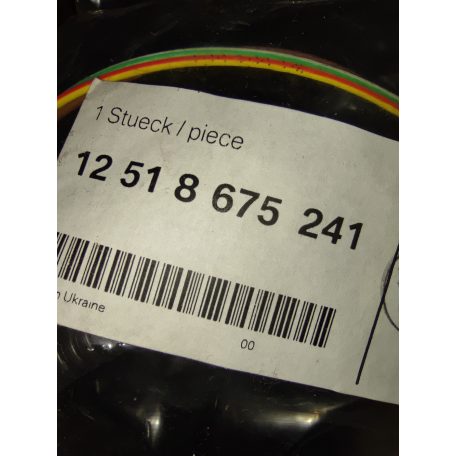 1 Stueck / piece
12 51 8 675 241
n Ukraine
00